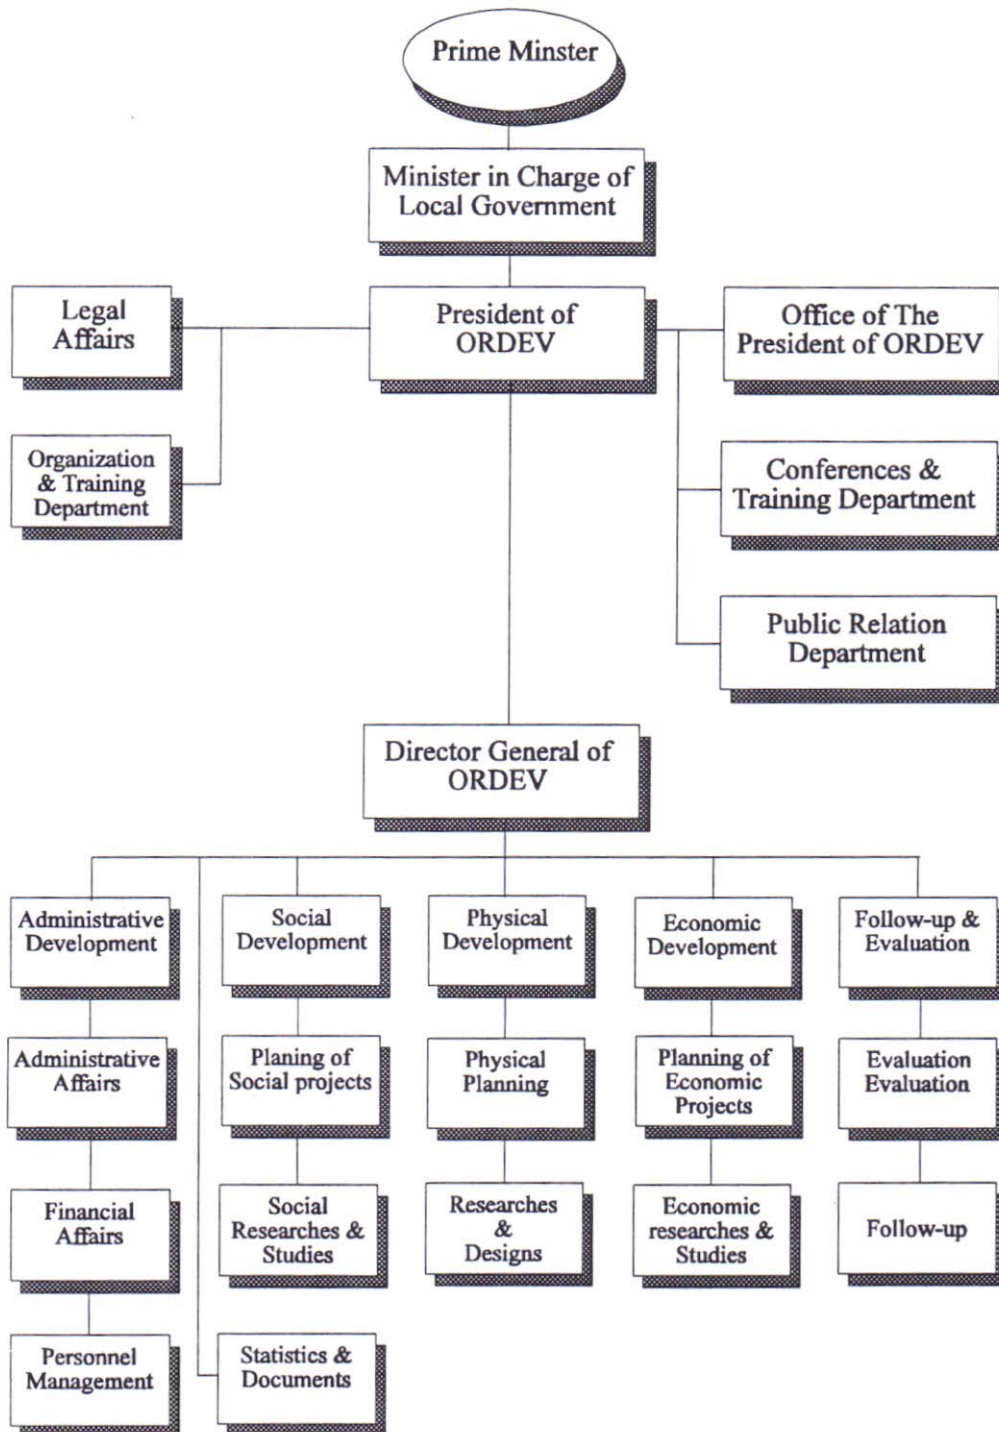 Prime Minster
Minister in Charge of
Local Government
Legal
Affairs
President of
ORDEV
Office of The
President of ORDEV
Organization
& Training
Department
Conferences &
Training Department
Public Relation
Department
Director General of
ORDEV
Administrative
Development
Social
Development
Physical
Development
Economic
Development
Follow-up &
Evaluation
Administrative
Affairs
Planing of
Social projects
Physical
Planning
Planning of
Economic
Projects
Evaluation
Evaluation
Financial
Affairs
Social
Researches &
Studies
Researches
&
Designs
Economic
researches &
Studies
Follow-up
Personnel
Management
Statistics &
Documents